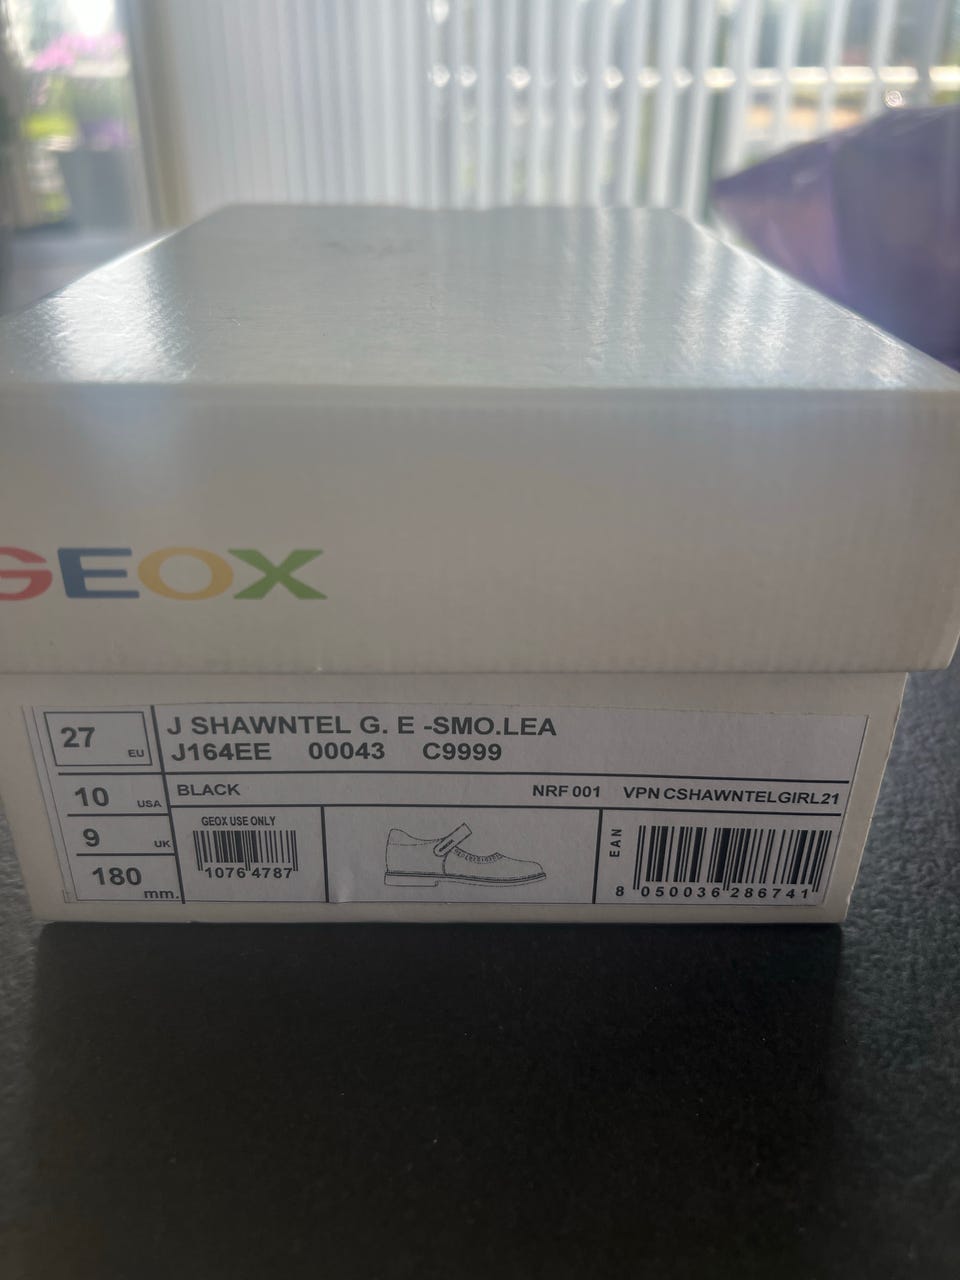 GEOX
27 EU
10 USA
9 UK
180 mm.
J SHAWNTEL G. E -SMO.LEA
J164EE 00043 C9999
BLACK NRF 001 VPN CSHAWNTELGIRL21
GEOX USE ONLY
1076 4787
EAN
8 050036 286741